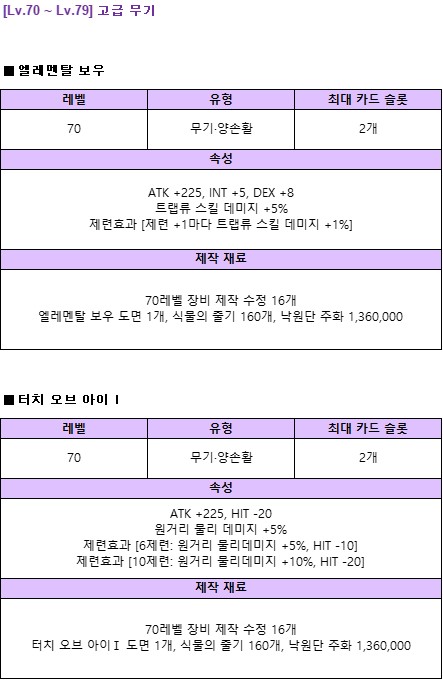 [Lv.70 ~ Lv.79] 고급 무기
■ 엘레멘탈 보우
레벨 유형 최대 카드 슬롯
70 무기·양손활 2개
속성
ATK +225, INT +5, DEX +8
트랩류 스킬 데미지 +5%
제련효과 [제련 +1마다 트랩류 스킬 데미지 +1%]
제작 재료
70레벨 장비 제작 수정 16개
엘레멘탈 보우 도면 1개, 식물의 줄기 160개, 낙원단 주화 1,360,000
■ 터치 오브 아이 Ⅰ
레벨 유형 최대 카드 슬롯
70 무기·양손활 2개
속성
ATK +225, HIT -20
원거리 물리 데미지 +5%
제련효과 [6제련: 원거리 물리데미지 +5%, HIT -10]
제련효과 [10제련: 원거리 물리데미지 +10%, HIT -20]
제작 재료
70레벨 장비 제작 수정 16개
터치 오브 아이Ⅰ 도면 1개, 식물의 줄기 160개, 낙원단 주화 1,360,000